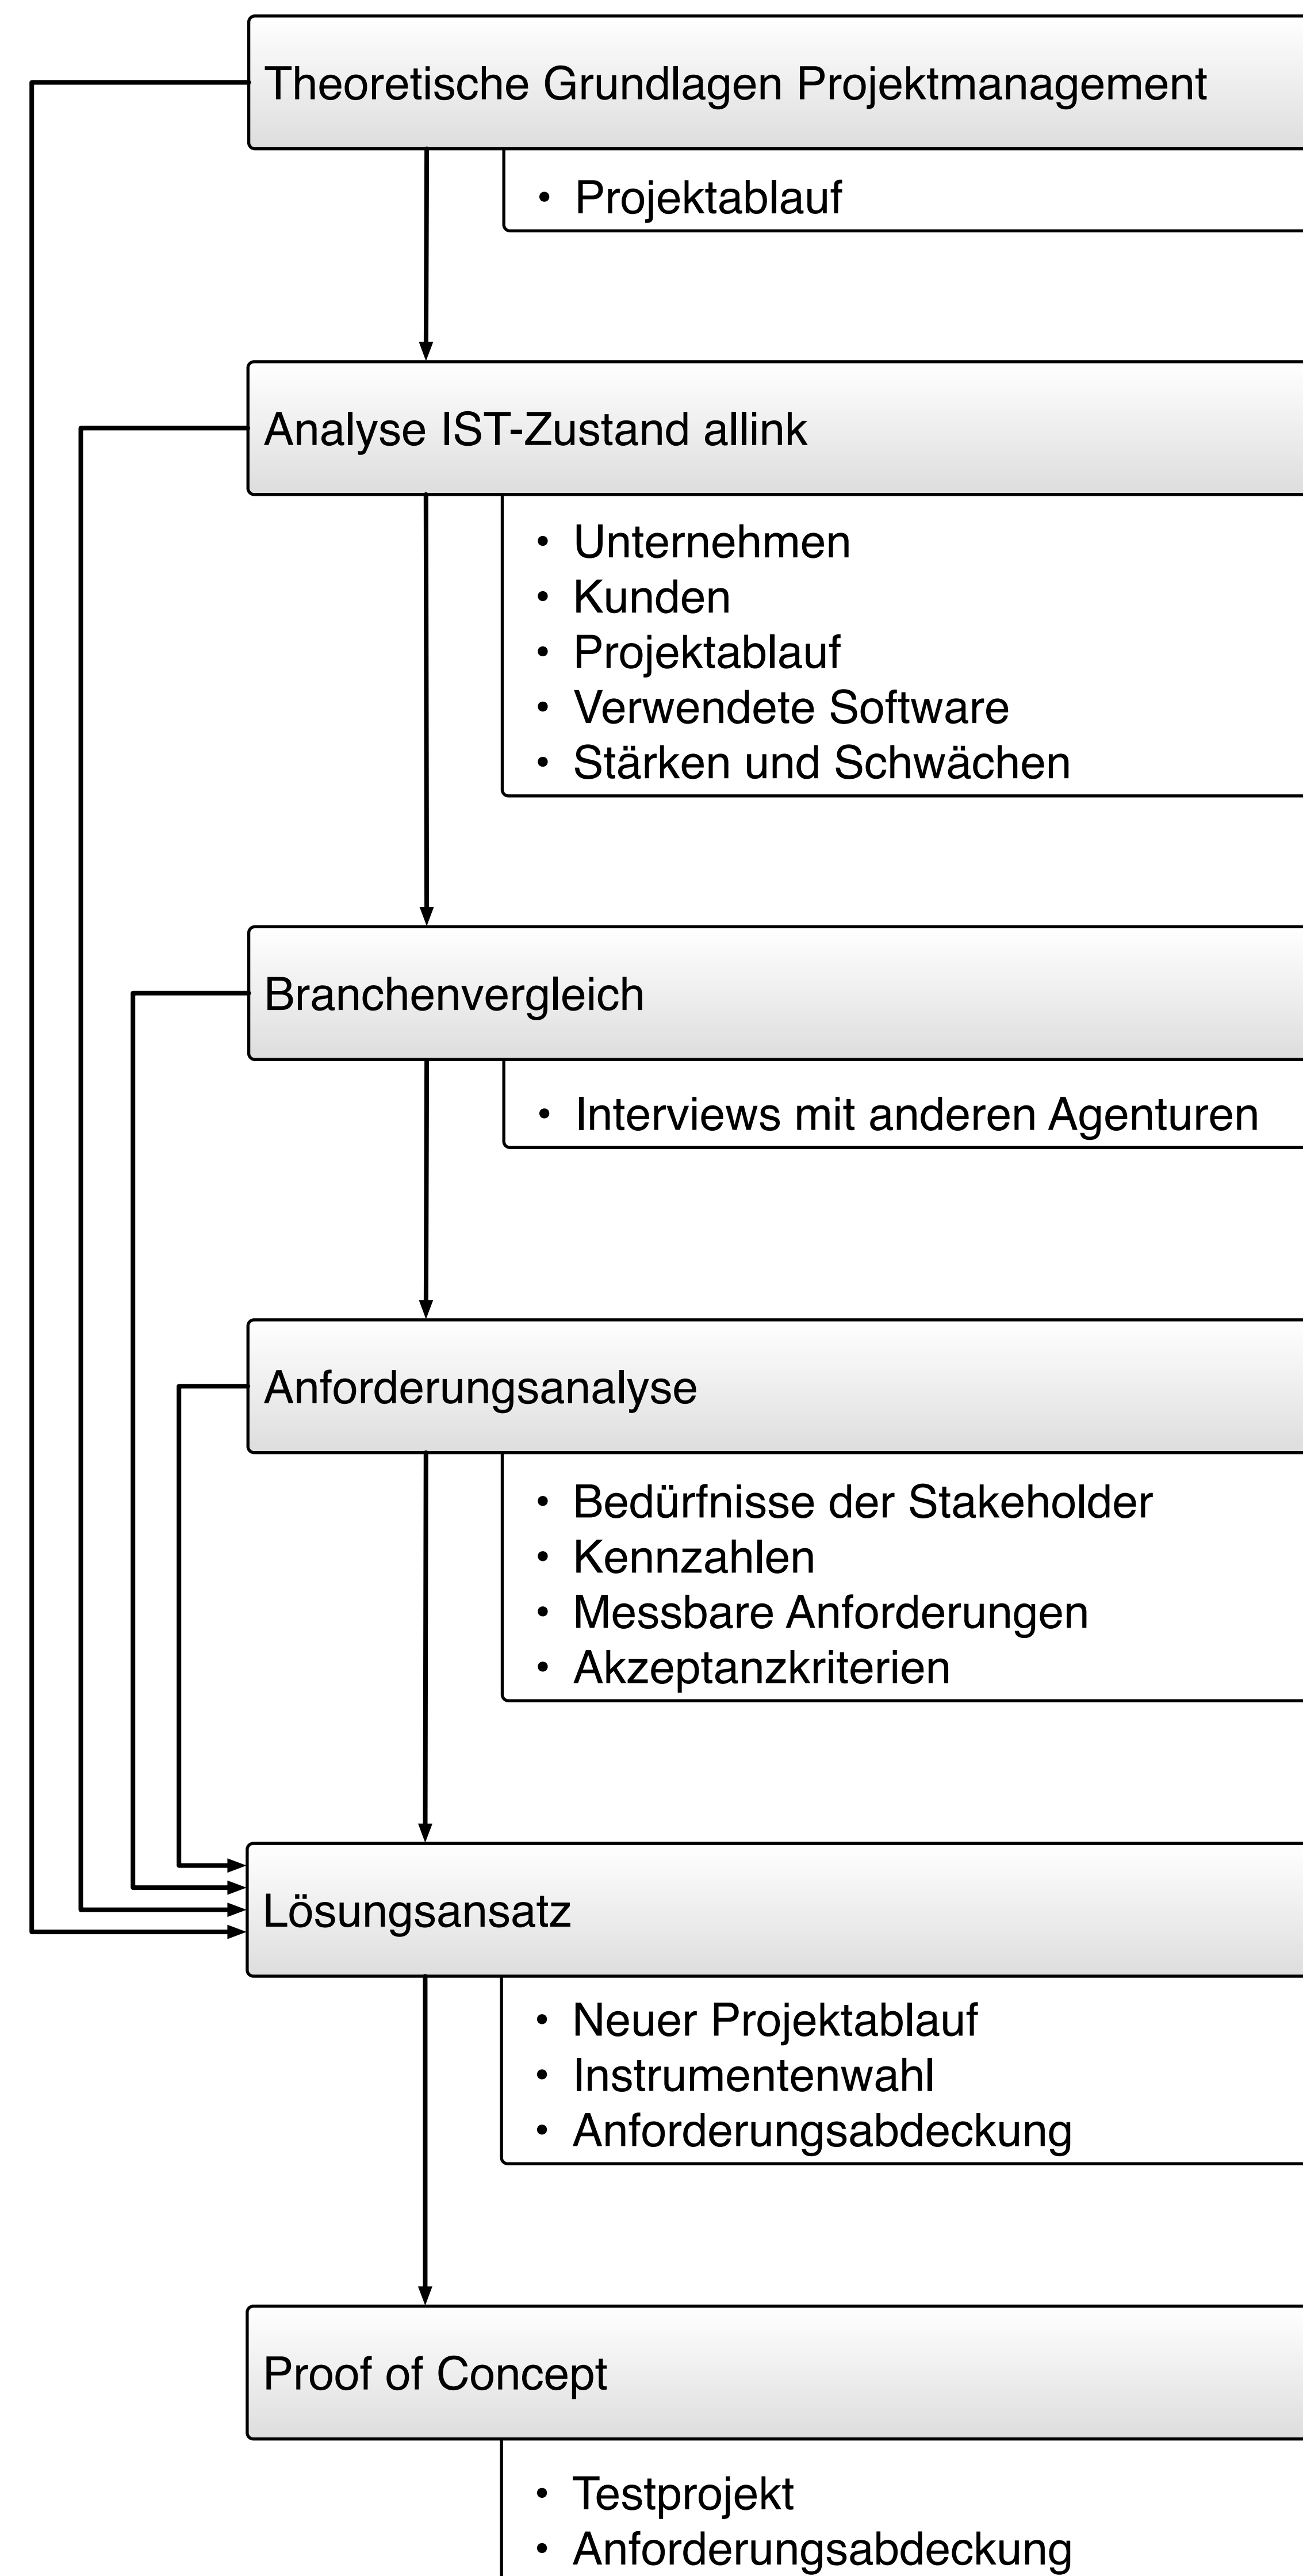 Theoretische Grundlagen Projektmanagement
• Projektablauf
Analyse IST-Zustand allink
• Unternehmen
• Kunden
• Projektablauf
• Verwendete Software
• Stärken und Schwächen
Branchenvergleich
• Interviews mit anderen Agenturen
Anforderungsanalyse
• Bedürfnisse der Stakeholder
• Kennzahlen
• Messbare Anforderungen
• Akzeptanzkriterien
Lösungsansatz
• Neuer Projektablauf
• Instrumentenwahl
• Anforderungsabdeckung
Proof of Concept
• Testprojekt
• Anforderungsabdeckung